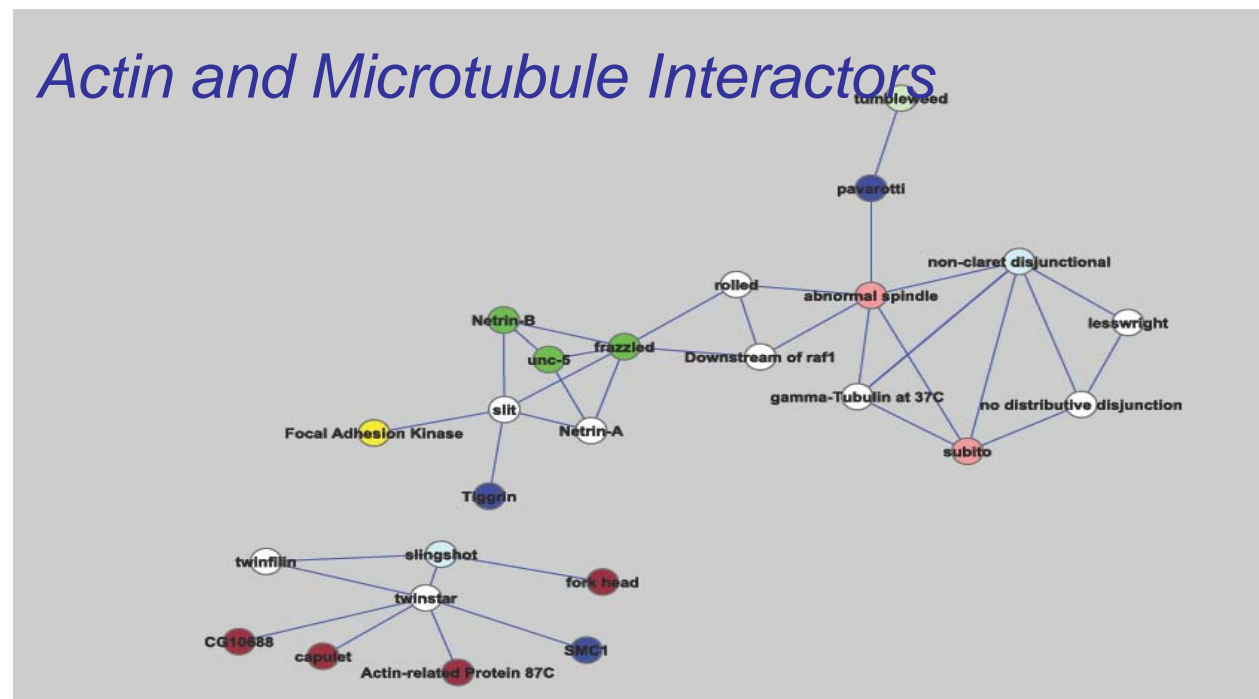 Actin and Microtubule Interactors
tumbleweed
pavarotti
non-claret disjunctional
rolled
abnormal spindle
Netrin-B
lesswright
frazzled
unc-5
Downstream of raf1
gamma-Tubulin at 37C
no distributive disjunction
slit
Focal Adhesion Kinase
Netrin-A
subito
Tiggrin
slingshot
twinfilin
fork head
twinstar
CG10688
SMC1
capulet
Actin-related Protein 87C